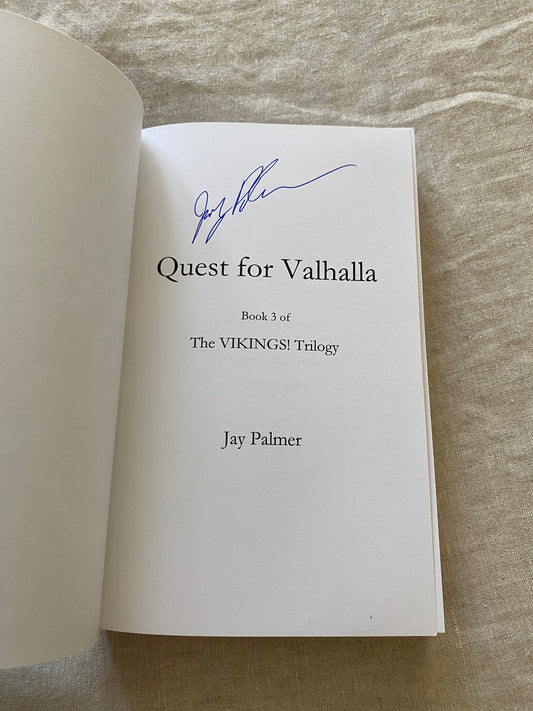 Quest for Valhalla
Book 3 of
The VIKINGS! Trilogy
Jay Palmer